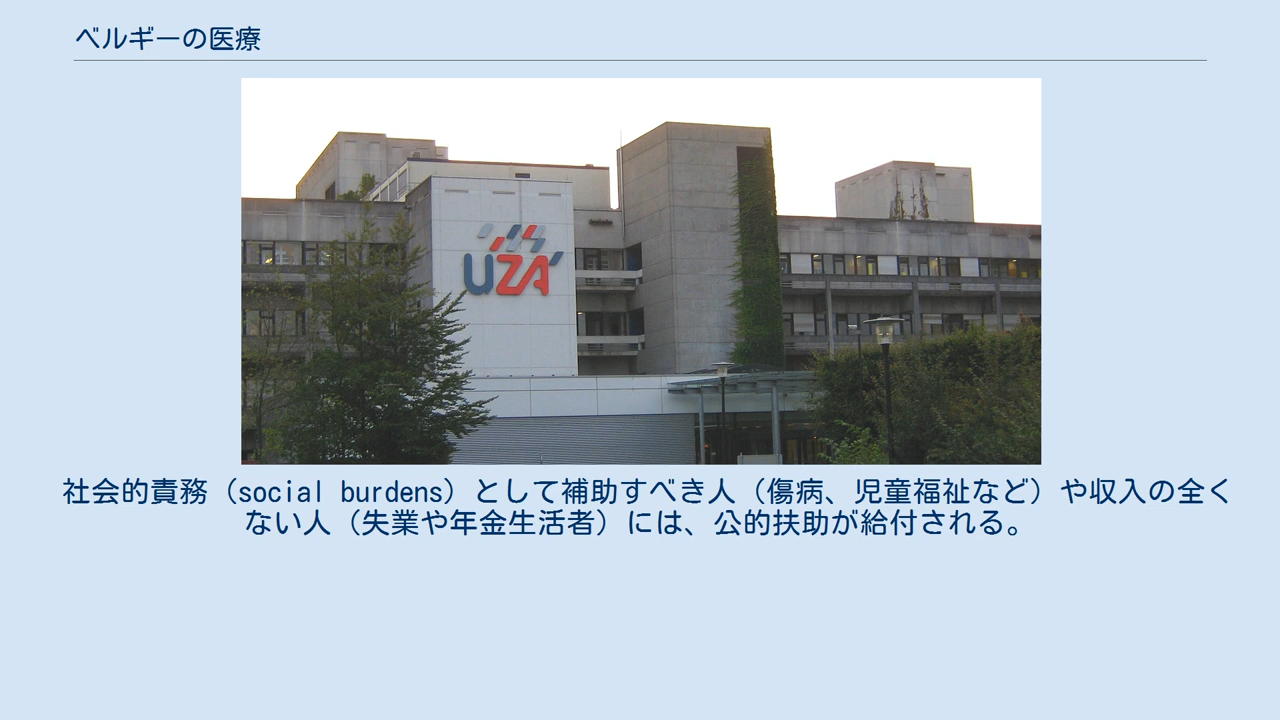 ベルギーの医療
UZA'
社会的責務（social burdens）として補助すべき人（傷病、児童福祉など）や収入の全く
ない人（失業や年金生活者）には、公的扶助が給付される。